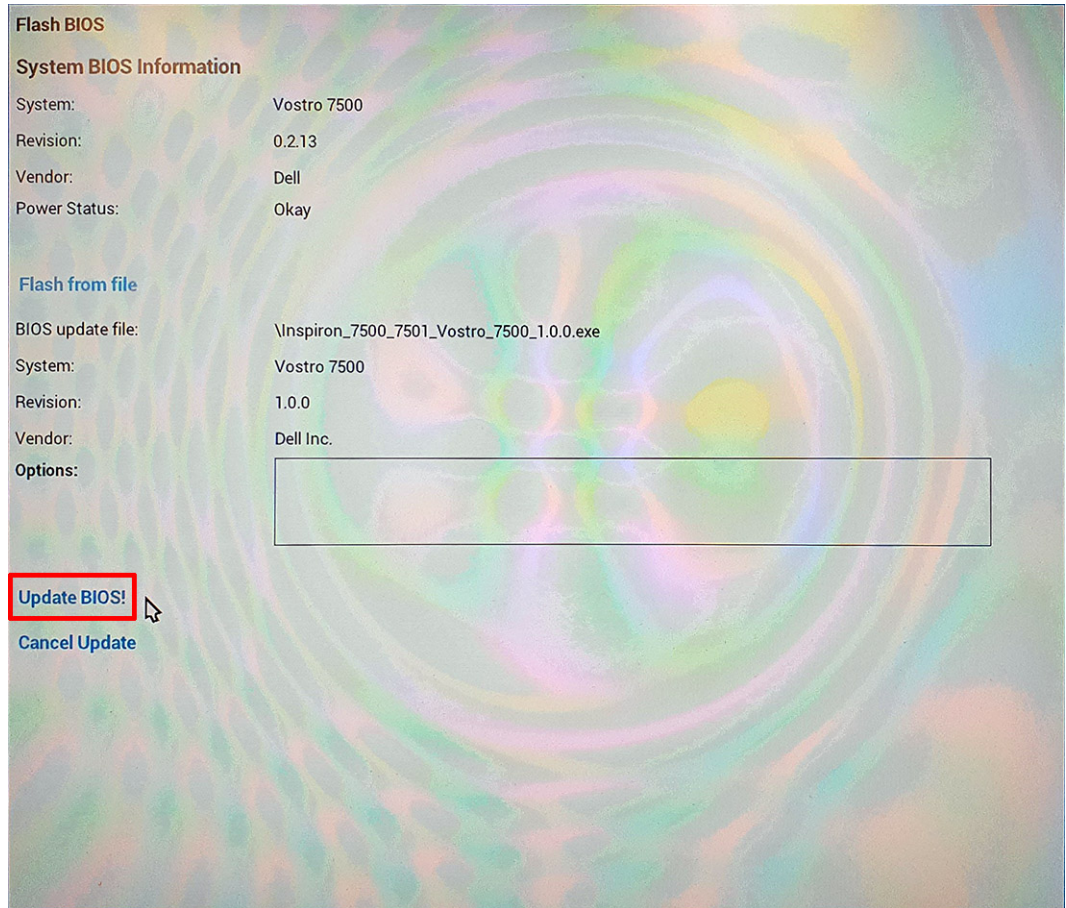 Flash BIOS
System BIOS Information
System: Vostro 7500
Revision: 0.2.13
Vendor: Dell
Power Status: Okay
Flash from file
BIOS update file: \Inspiron_7500_7501_Vostro_7500_1.0.0.exe
System: Vostro 7500
Revision: 1.0.0
Vendor: Dell Inc.
Options:
Update BIOS!
Cancel Update